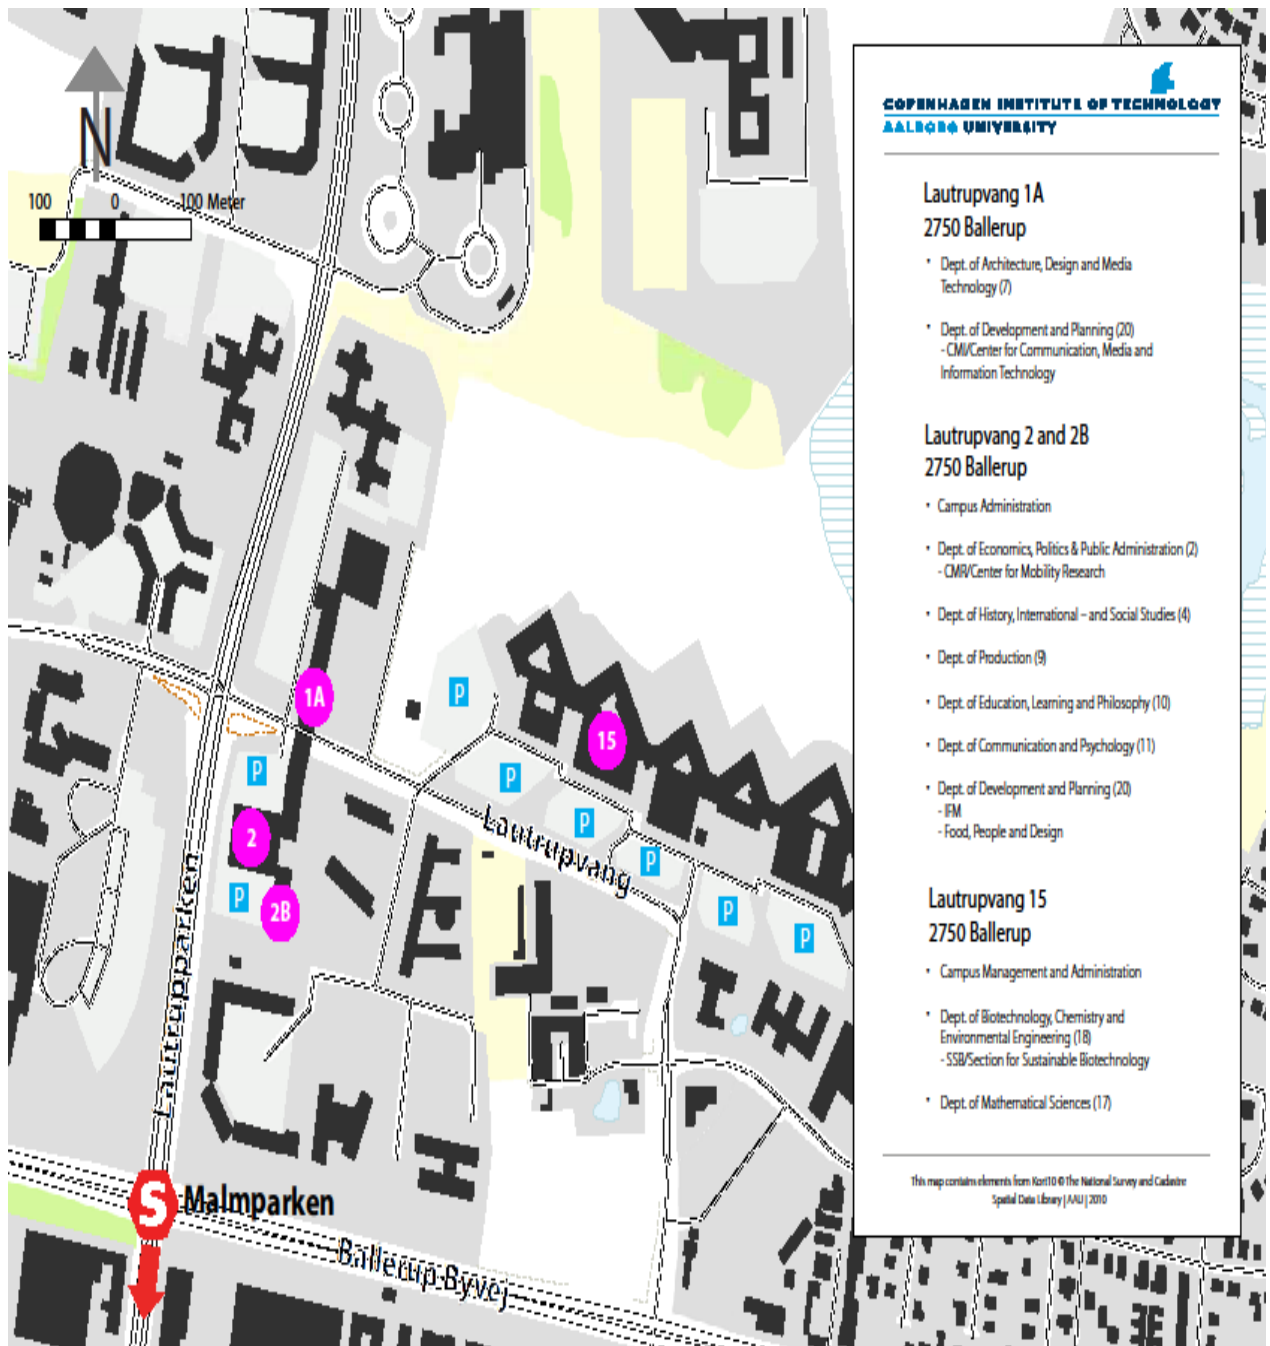 N
100 0 100 Meter
1A
15
P
P
P
P
P
P
P
P
2
2B
Lautrupvang
Lautrupparken
S
Malmparken
Ballerup Byvej
COPENHAGEN INSTITUTE OF TECHNOLOGY
AALBORG UNIVERSITY
Lautrupvang 1A
2750 Ballerup
• Dept. of Architecture, Design and Media
Technology (7)
• Dept. of Development and Planning (20)
- CMI/Center for Communication, Media and
Information Technology
Lautrupvang 2 and 2B
2750 Ballerup
• Campus Administration
• Dept. of Economics, Politics & Public Administration (2)
- CMR/Center for Mobility Research
• Dept. of History, International – and Social Studies (4)
• Dept. of Production (9)
• Dept. of Education, Learning and Philosophy (10)
• Dept. of Communication and Psychology (11)
• Dept. of Development and Planning (20)
- IFM
- Food, People and Design
Lautrupvang 15
2750 Ballerup
• Campus Management and Administration
• Dept. of Biotechnology, Chemistry and
Environmental Engineering (18)
- SSB/Section for Sustainable Biotechnology
• Dept. of Mathematical Sciences (17)
This map contains elements from Kort10 © The National Survey and Cadastre
Spatial Data Library | AAU | 2010